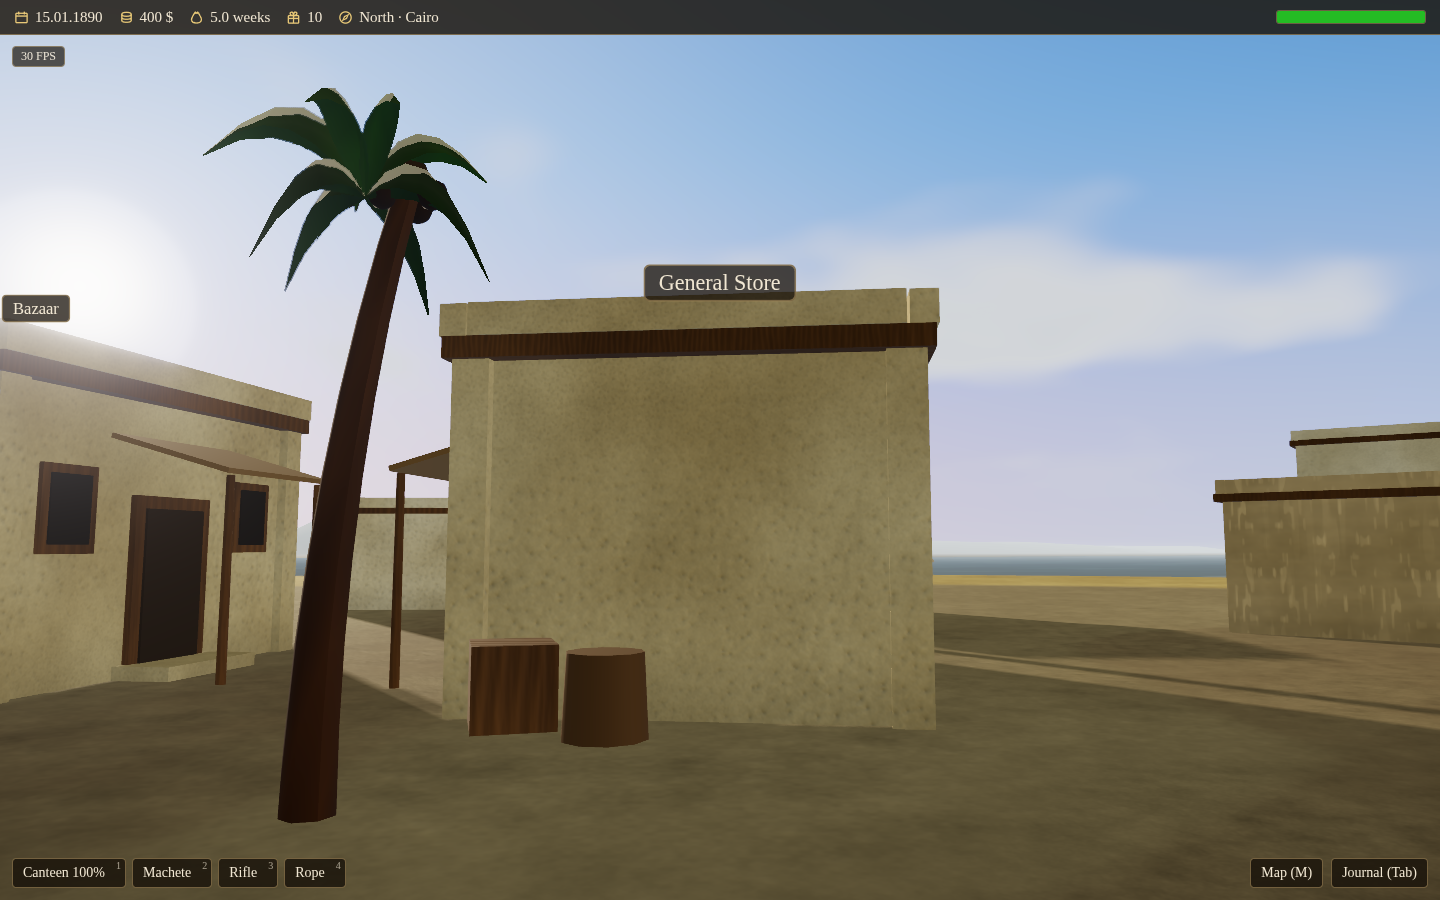 15.01.1890 400 $ 5.0 weeks 10 North · Cairo
30 FPS
General Store
Bazaar
Canteen 100% 1 Machete 2 Rifle 3 Rope 4 Map (M) Journal (Tab)